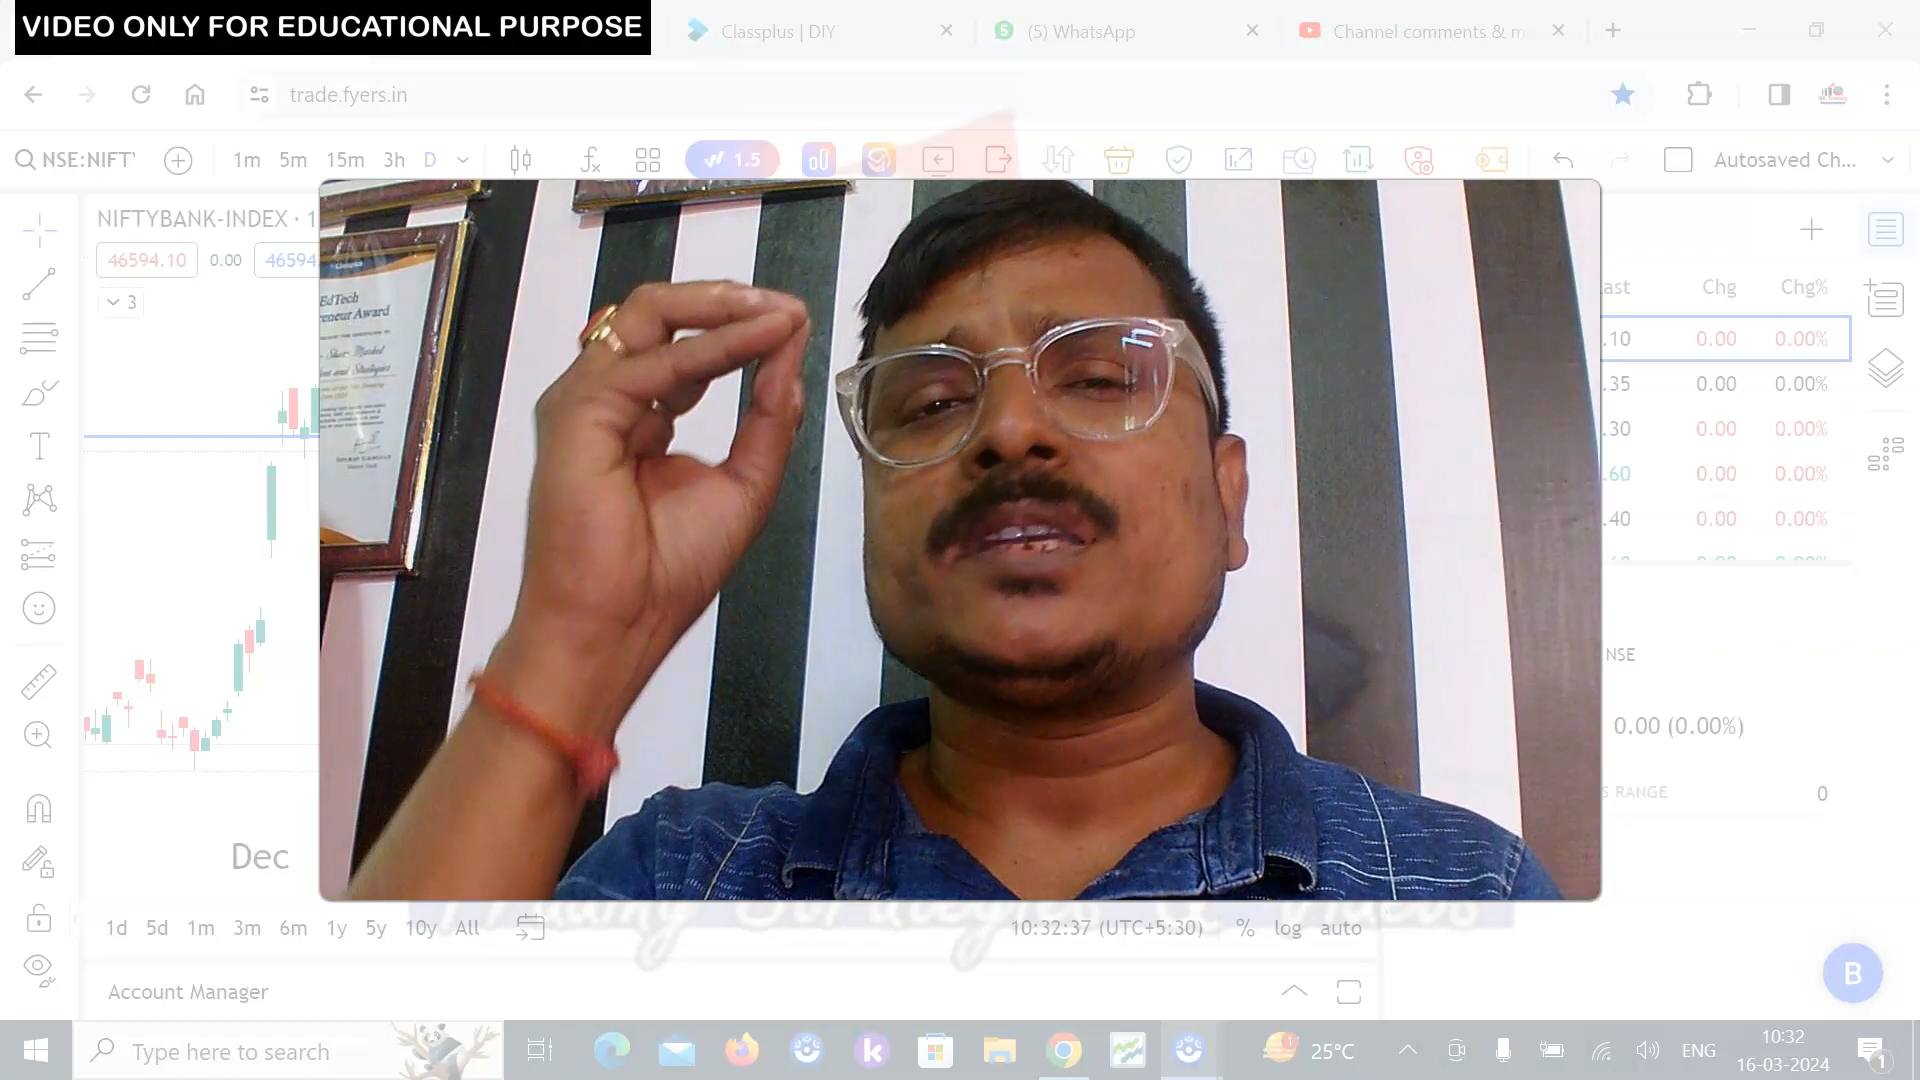 VIDEO ONLY FOR EDUCATIONAL PURPOSE
Classplus | DIY
(5) WhatsApp
Channel comments & m
trade.fyers.in
NSE:NIFT
1m 5m 15m 3h D
1.5
Autosaved Ch...
NIFTYBANK-INDEX · 1
46594.10 0.00 46594.
3
EdTech
reneur Award
Share Market
ast Chg Chg%
.10 0.00 0.00%
.35 0.00 0.00%
.30 0.00 0.00%
.60 0.00 0.00%
.40 0.00 0.00%
NSE
0.00 (0.00%)
S RANGE 0
Dec
1d 5d 1m 3m 6m 1y 5y 10y All
10:32:37 (UTC+5:30) % log auto
Account Manager
B
Type here to search
25°C
ENG
10:32
16-03-2024
1